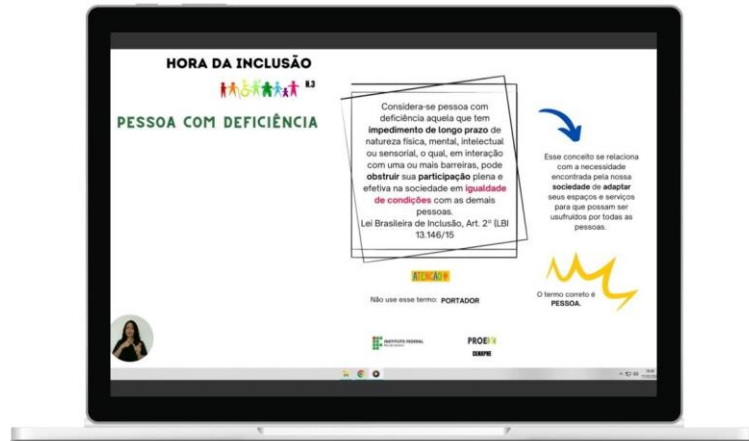 HORA DA INCLUSÃO
N.3
PESSOA COM DEFICIÊNCIA
Considera-se pessoa com
deficiência aquela que tem
impedimento de longo prazo de
natureza física, mental, intelectual
ou sensorial, o qual, em interação
com uma ou mais barreiras, pode
obstruir sua participação plena e
efetiva na sociedade em igualdade
de condições com as demais
pessoas.
Lei Brasileira de Inclusão, Art. 2º (LBI
13.146/15
Esse conceito se relaciona
com a necessidade
encontrada pela nossa
sociedade de adaptar
seus espaços e serviços
para que possam ser
usufruídos por todas as
pessoas.
ATENÇÃO
Não use esse termo: PORTADOR
O termo correto é
PESSOA.
INSTITUTO FEDERAL
PROEX